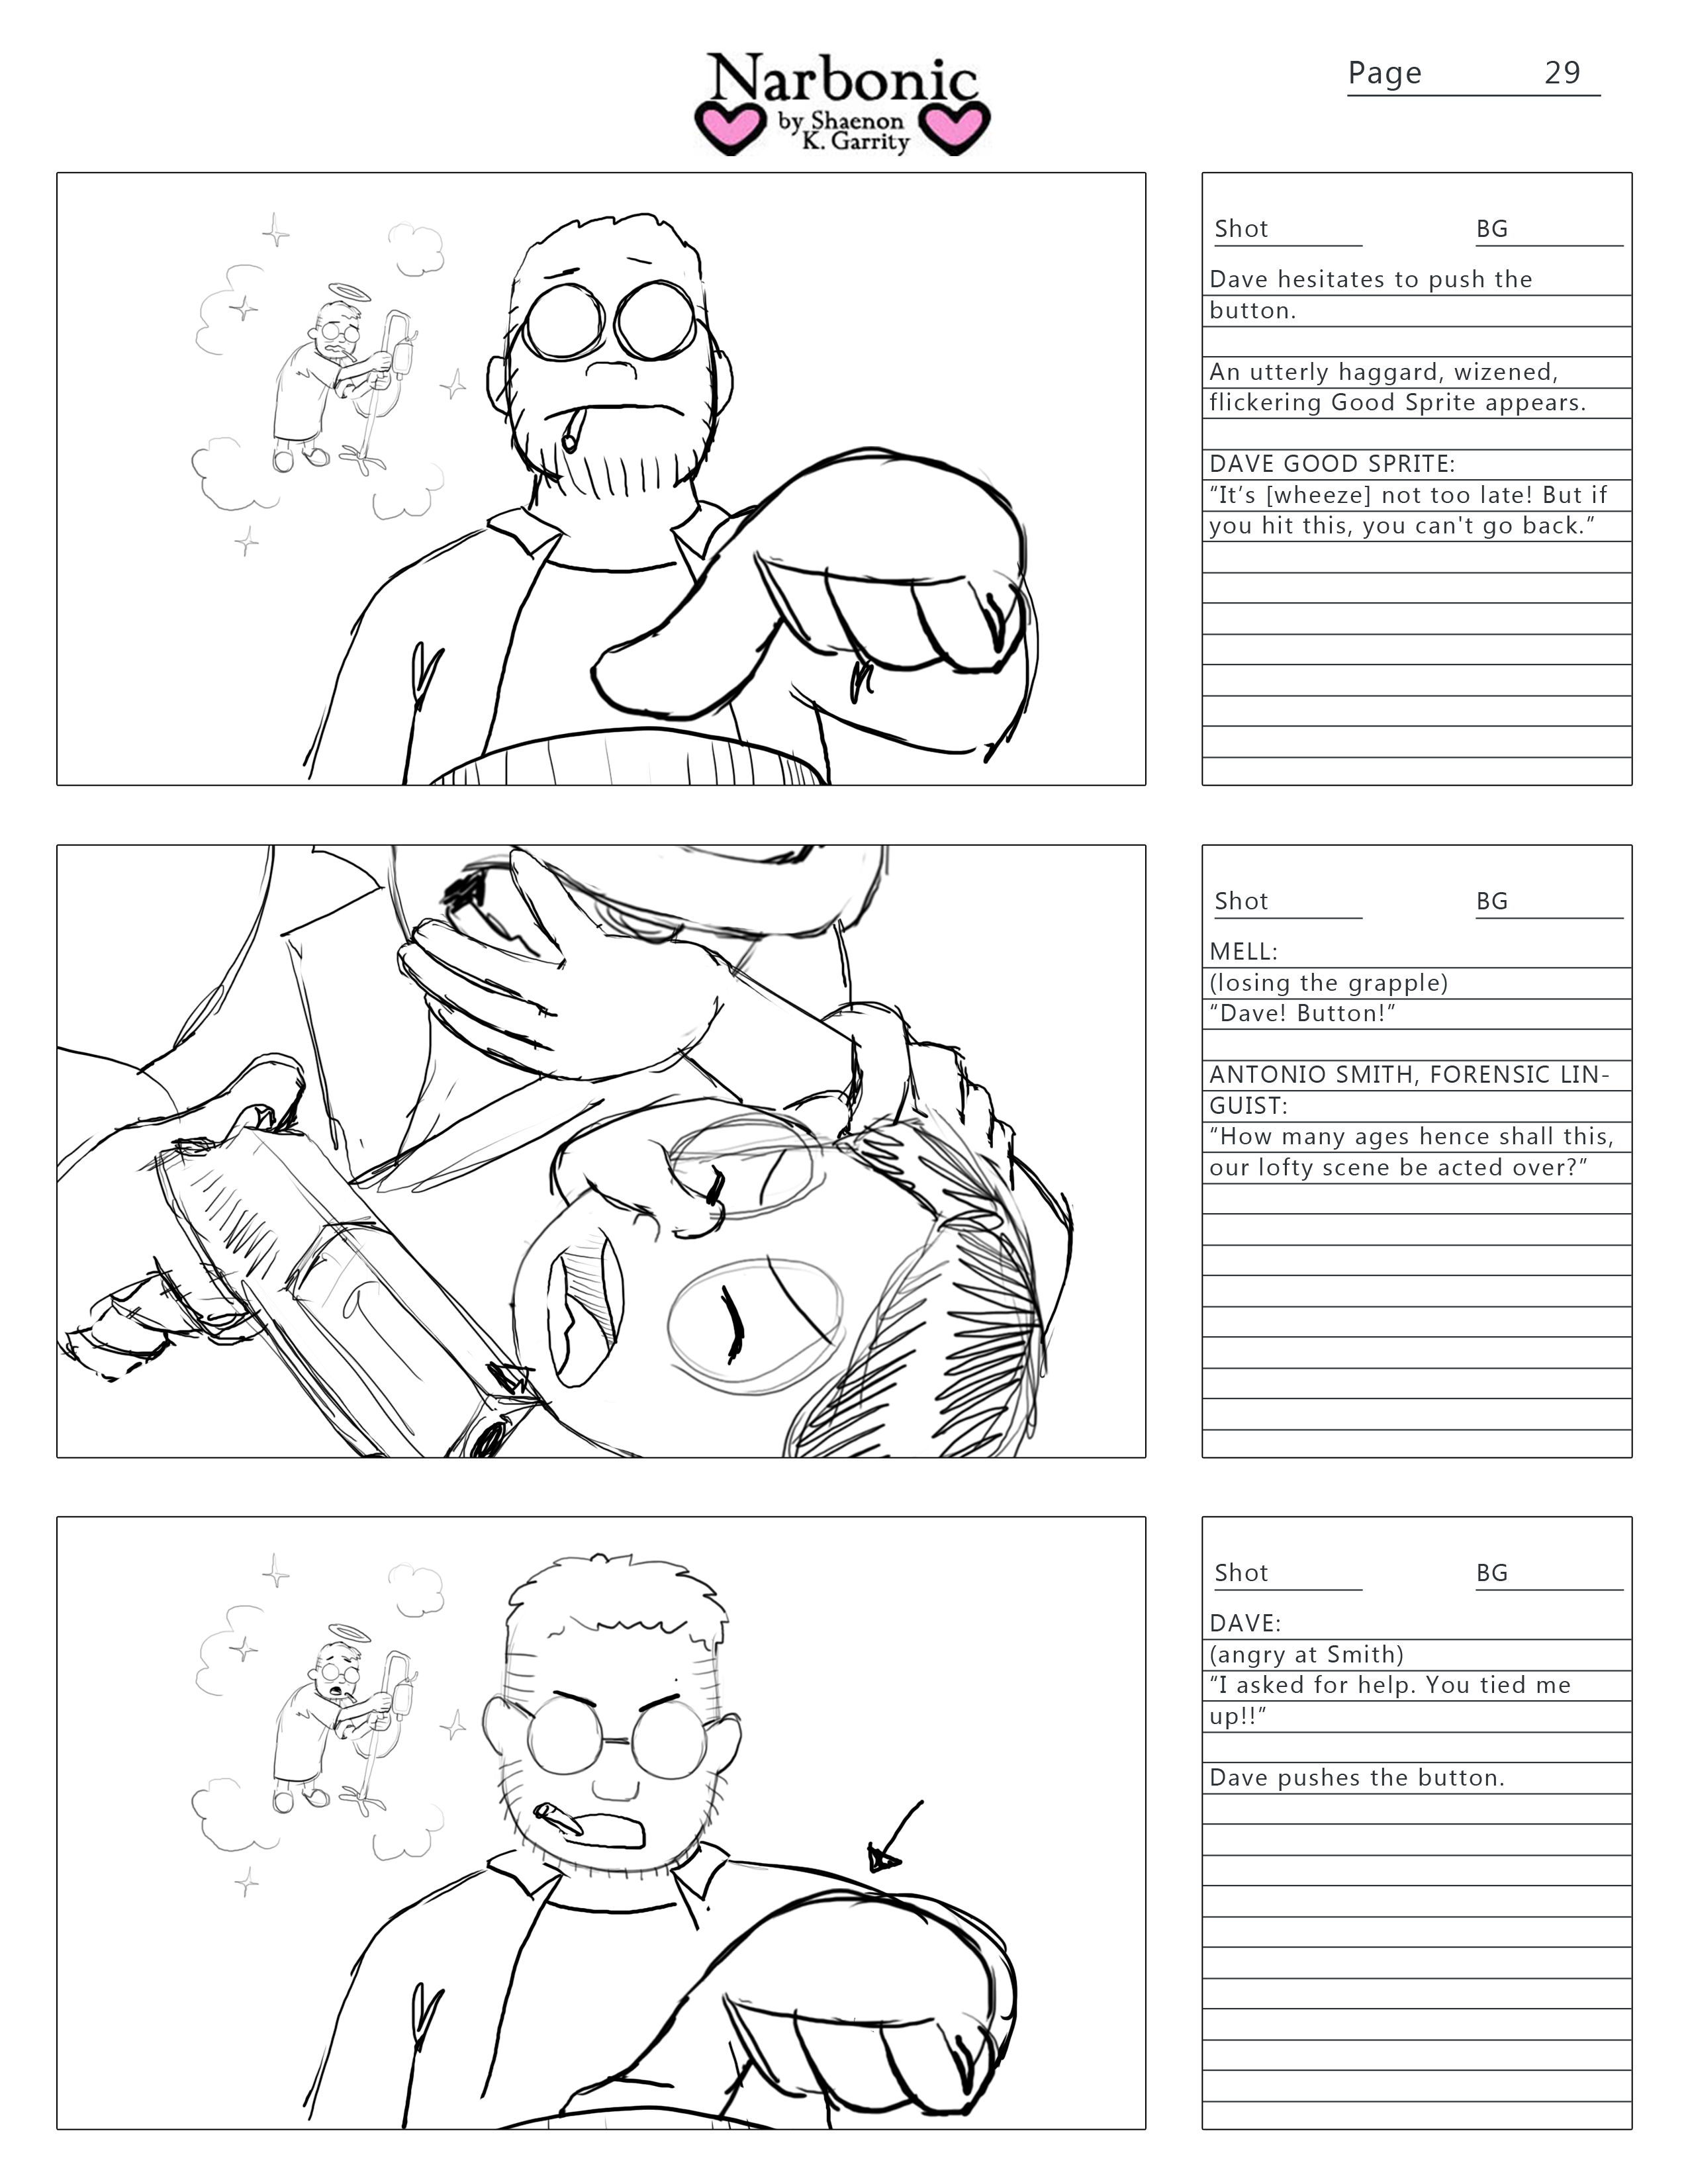 Narbonic
by Shaenon
K. Garrity
Page 29
Shot BG
Dave hesitates to push the
button.
An utterly haggard, wizened,
flickering Good Sprite appears.
DAVE GOOD SPRITE:
“It’s [wheeze] not too late! But if
you hit this, you can't go back.”
Shot BG
MELL:
(losing the grapple)
“Dave! Button!”
ANTONIO SMITH, FORENSIC LIN-
GUIST:
“How many ages hence shall this,
our lofty scene be acted over?”
Shot BG
DAVE:
(angry at Smith)
“I asked for help. You tied me
up!!”
Dave pushes the button.